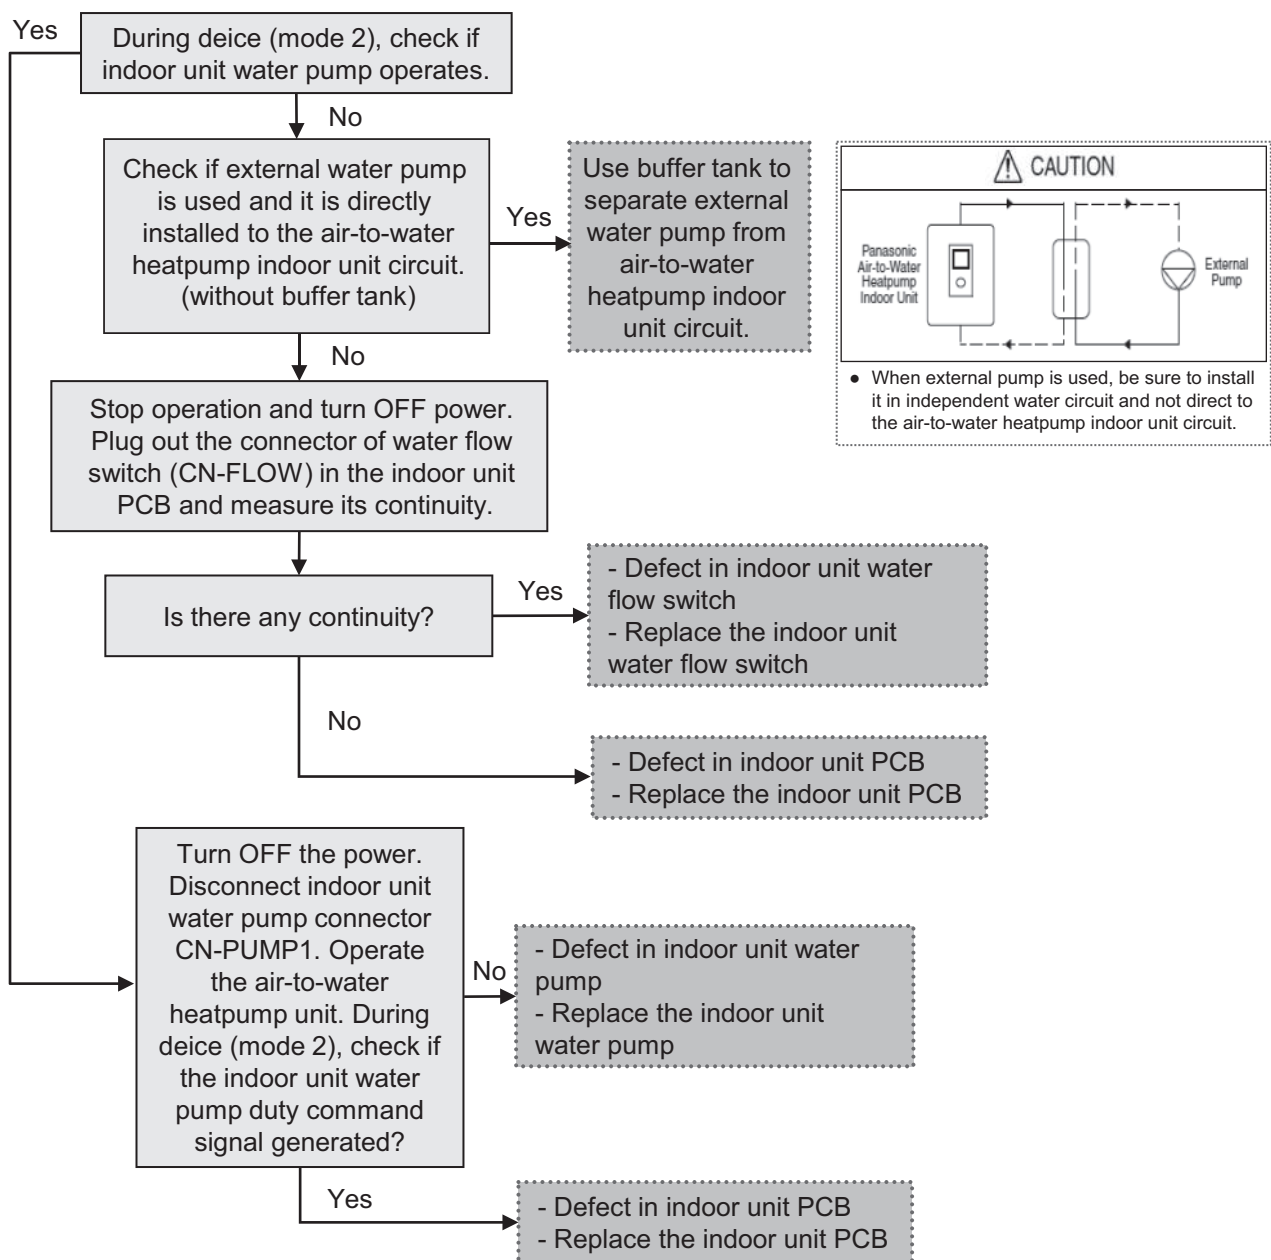 Yes
During deice (mode 2), check if
indoor unit water pump operates.
No
Check if external water pump
is used and it is directly
installed to the air-to-water
heatpump indoor unit circuit.
(without buffer tank)
Yes
Use buffer tank to
separate external
water pump from
air-to-water
heatpump indoor
unit circuit.
CAUTION
Panasonic
Air-to-Water
Heatpump
Indoor Unit
External
Pump
● When external pump is used, be sure to install
it in independent water circuit and not direct to
the air-to-water heatpump indoor unit circuit.
No
Stop operation and turn OFF power.
Plug out the connector of water flow
switch (CN-FLOW) in the indoor unit
PCB and measure its continuity.
Is there any continuity?
Yes
- Defect in indoor unit water
flow switch
- Replace the indoor unit
water flow switch
No
- Defect in indoor unit PCB
- Replace the indoor unit PCB
Turn OFF the power.
Disconnect indoor unit
water pump connector
CN-PUMP1. Operate
the air-to-water
heatpump unit. During
deice (mode 2), check if
the indoor unit water
pump duty command
signal generated?
No
- Defect in indoor unit water
pump
- Replace the indoor unit
water pump
Yes
- Defect in indoor unit PCB
- Replace the indoor unit PCB